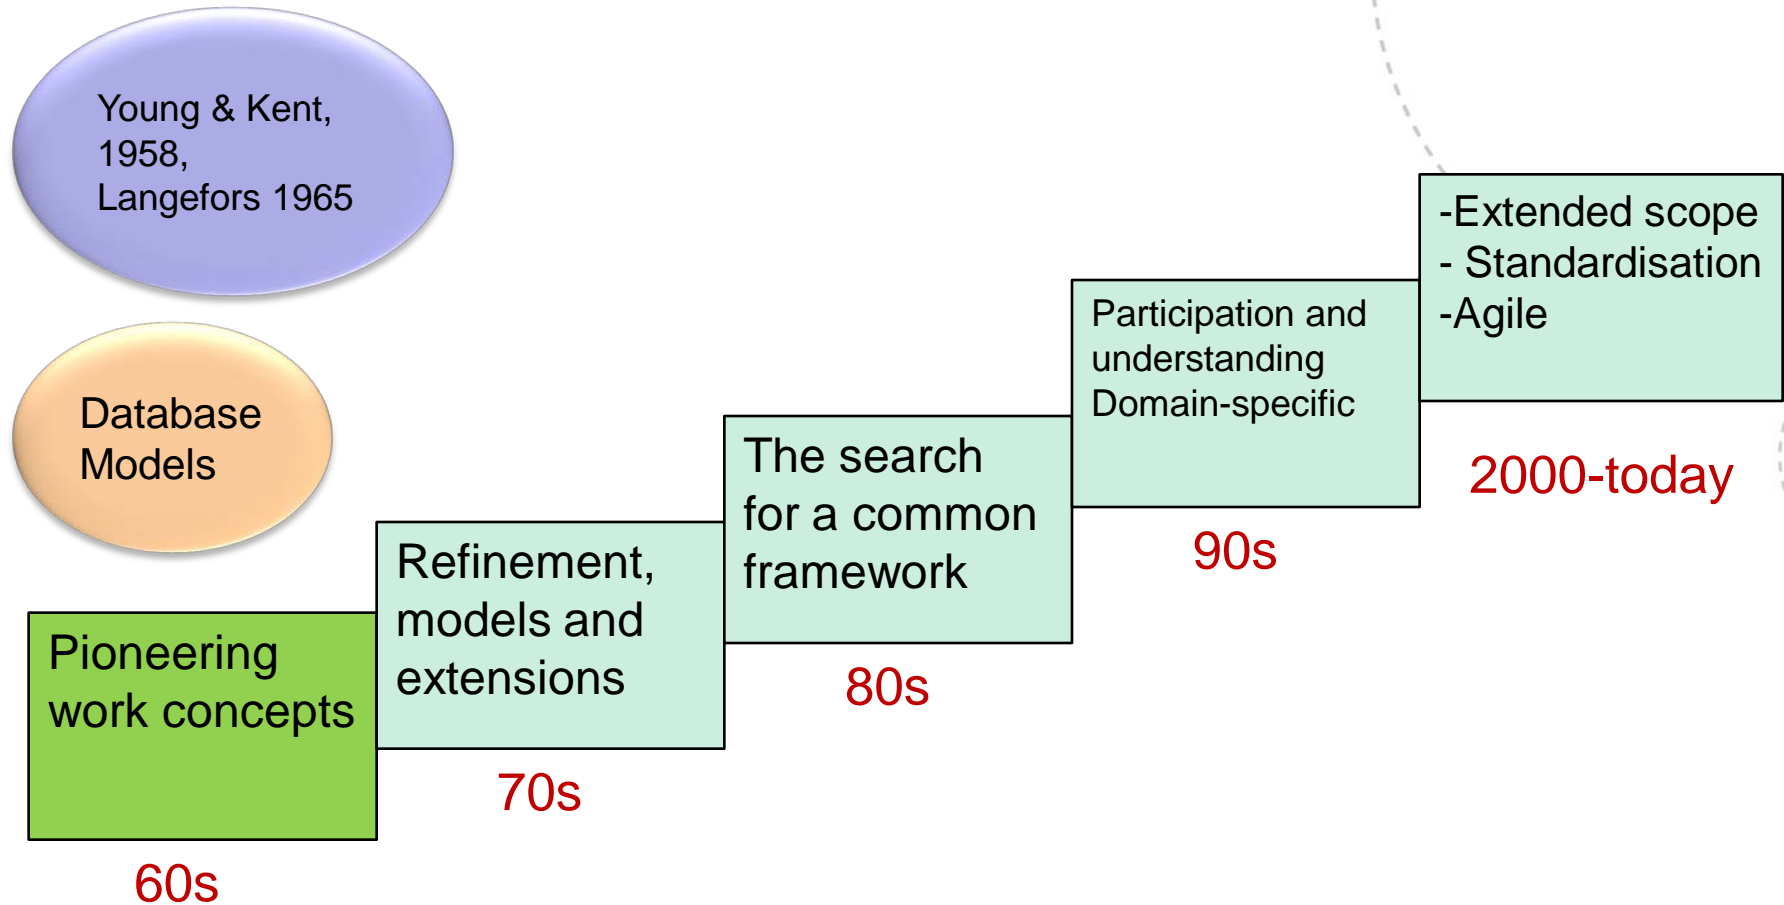 Young & Kent,
1958,
Langefors 1965
Database
Models
Pioneering
work concepts
60s
Refinement,
models and
extensions
70s
The search
for a common
framework
80s
Participation and
understanding
Domain-specific
90s
-Extended scope
- Standardisation
-Agile
2000-today